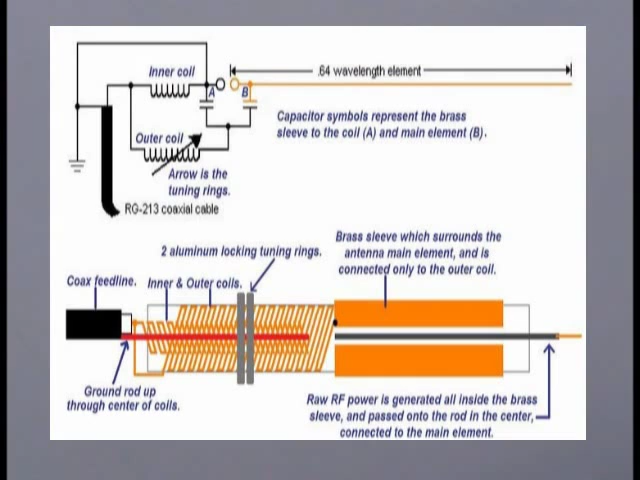 Inner coil
.64 wavelength element
A
B
Capacitor symbols represent the brass
sleeve to the coil (A) and main element (B).
Outer coil
Arrow is the
tuning rings.
RG-213 coaxial cable
Brass sleeve which surrounds the
antenna main element, and is
connected only to the outer coil.
2 aluminum locking tuning rings.
Coax feedline.
Inner & Outer coils.
Ground rod up
through center of coils.
Raw RF power is generated all inside the brass
sleeve, and passed onto the rod in the center,
connected to the main element.